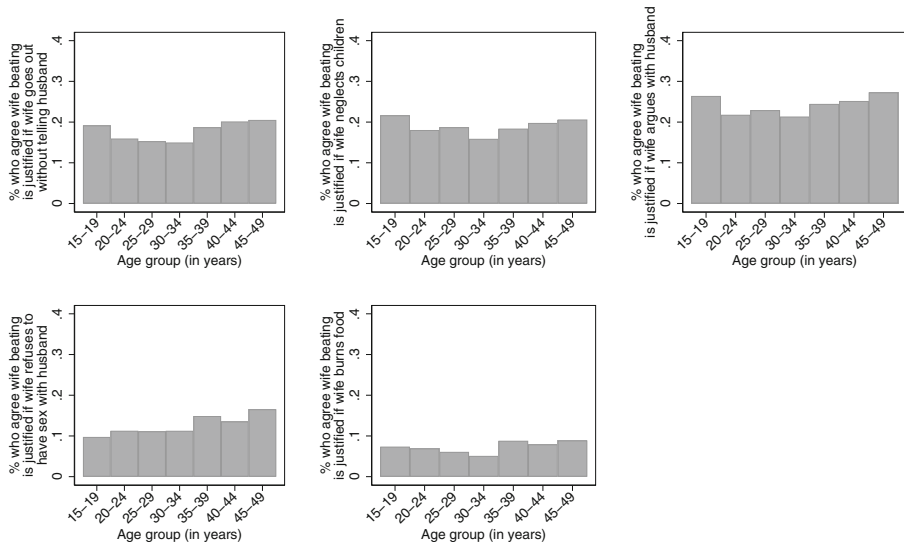 % who agree wife beating
is justified if wife goes out
without telling husband
0 .1 .2 .3 .4
15–19 20–24 25–29 30–34 35–39 40–44 45–49
Age group (in years)
% who agree wife beating
is justified if wife neglects children
0 .1 .2 .3 .4
15–19 20–24 25–29 30–34 35–39 40–44 45–49
Age group (in years)
% who agree wife beating
is justified if wife argues with husband
0 .1 .2 .3 .4
15–19 20–24 25–29 30–34 35–39 40–44 45–49
Age group (in years)
% who agree wife beating
is justified if wife refuses to
have sex with husband
0 .1 .2 .3 .4
15–19 20–24 25–29 30–34 35–39 40–44 45–49
Age group (in years)
% who agree wife beating
is justified if wife burns food
0 .1 .2 .3 .4
15–19 20–24 25–29 30–34 35–39 40–44 45–49
Age group (in years)